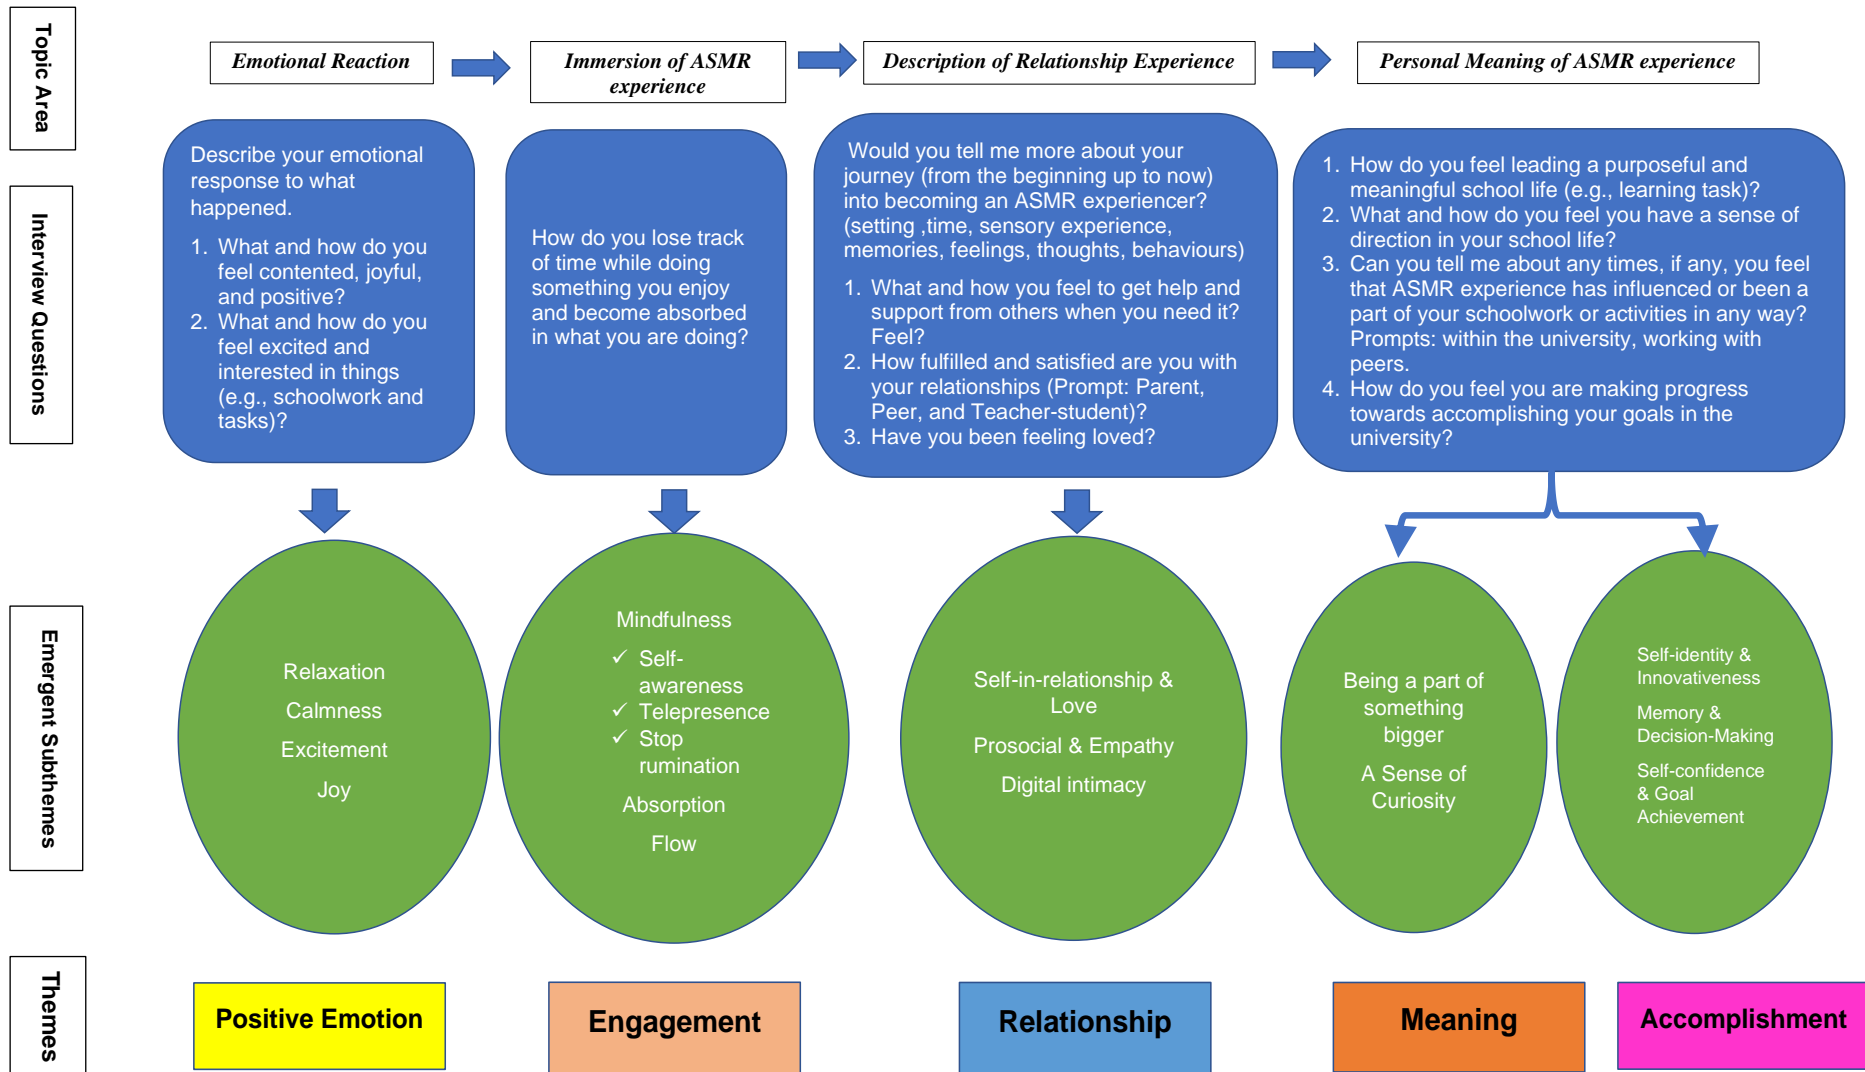 Topic Area
Emotional Reaction
Immersion of ASMR
experience
Description of Relationship Experience
Personal Meaning of ASMR experience
Interview Questions
Describe your emotional
response to what
happened.
1. What and how do you
feel contented, joyful,
and positive?
2. What and how do you
feel excited and
interested in things
(e.g., schoolwork and
tasks)?
How do you lose track
of time while doing
something you enjoy
and become absorbed
in what you are doing?
Would you tell me more about your
journey (from the beginning up to now)
into becoming an ASMR experiencer?
(setting ,time, sensory experience,
memories, feelings, thoughts, behaviours)
1. What and how you feel to get help and
support from others when you need it?
Feel?
2. How fulfilled and satisfied are you with
your relationships (Prompt: Parent,
Peer, and Teacher-student)?
3. Have you been feeling loved?
1. How do you feel leading a purposeful and
meaningful school life (e.g., learning task)?
2. What and how do you feel you have a sense of
direction in your school life?
3. Can you tell me about any times, if any, you feel
that ASMR experience has influenced or been a
part of your schoolwork or activities in any way?
Prompts: within the university, working with
peers.
4. How do you feel you are making progress
towards accomplishing your goals in the
university?
Emergent Subthemes
Relaxation
Calmness
Excitement
Joy
Mindfulness
✓ Self-
awareness
✓ Telepresence
✓ Stop
rumination
Absorption
Flow
Self-in-relationship &
Love
Prosocial & Empathy
Digital intimacy
Being a part of
something
bigger
A Sense of
Curiosity
Self-identity &
Innovativeness
Memory &
Decision-Making
Self-confidence
& Goal
Achievement
Themes
Positive Emotion
Engagement
Relationship
Meaning
Accomplishment